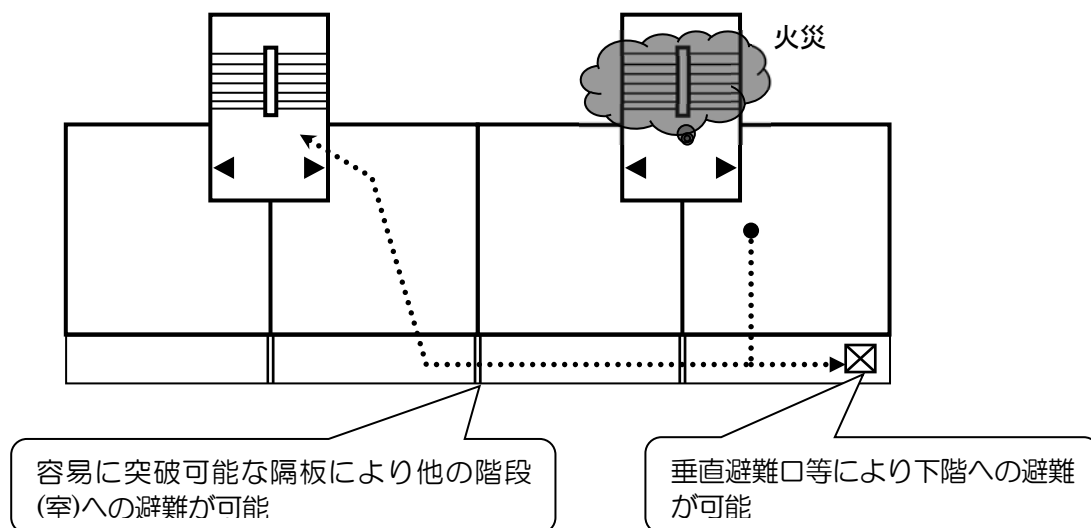 火災
容易に突破可能な隔板により他の階段
(室)への避難が可能
垂直避難口等により下階への避難
が可能